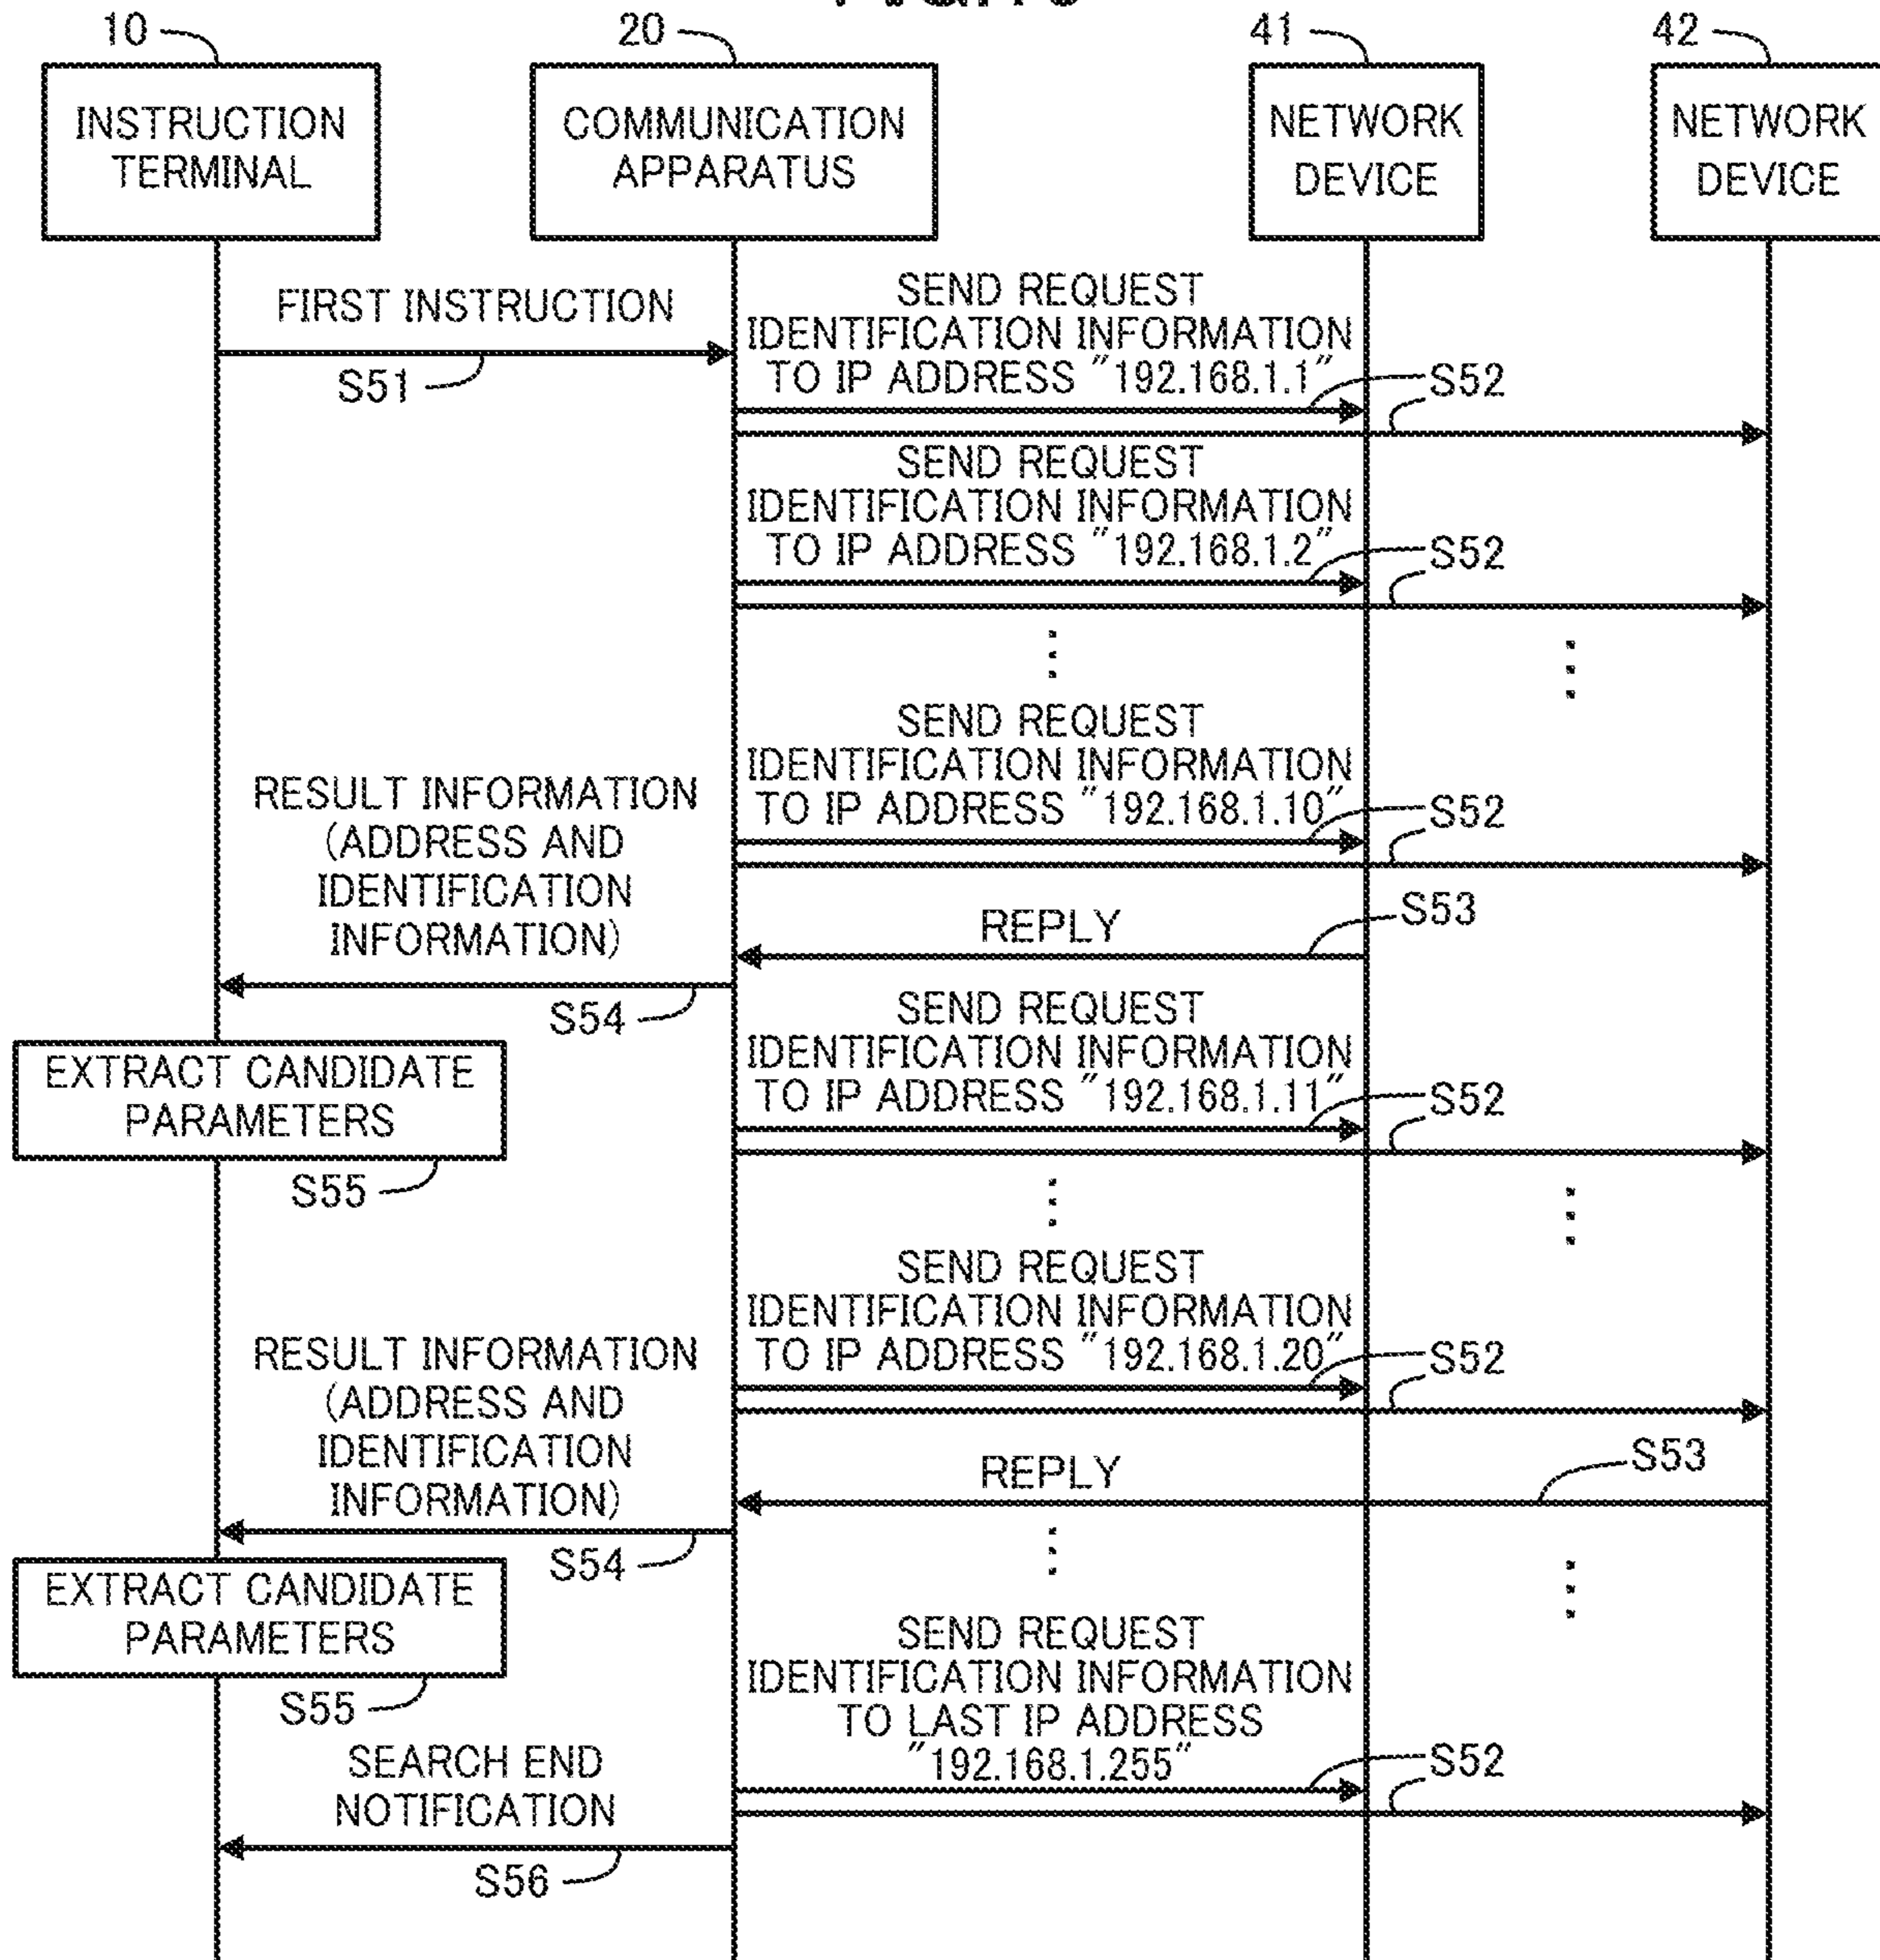 10
20
41
42
INSTRUCTION
TERMINAL
COMMUNICATION
APPARATUS
NETWORK
DEVICE
NETWORK
DEVICE
FIRST INSTRUCTION
S51
SEND REQUEST
IDENTIFICATION INFORMATION
TO IP ADDRESS "192.168.1.1"
S52
S52
SEND REQUEST
IDENTIFICATION INFORMATION
TO IP ADDRESS "192.168.1.2"
S52
SEND REQUEST
IDENTIFICATION INFORMATION
TO IP ADDRESS "192.168.1.10"
S52
RESULT INFORMATION
(ADDRESS AND
IDENTIFICATION
INFORMATION)
REPLY
S53
S54
EXTRACT CANDIDATE
PARAMETERS
S55
SEND REQUEST
IDENTIFICATION INFORMATION
TO IP ADDRESS "192.168.1.11"
S52
SEND REQUEST
IDENTIFICATION INFORMATION
TO IP ADDRESS "192.168.1.20"
S52
RESULT INFORMATION
(ADDRESS AND
IDENTIFICATION
INFORMATION)
REPLY
S53
S54
EXTRACT CANDIDATE
PARAMETERS
S55
SEND REQUEST
IDENTIFICATION INFORMATION
TO LAST IP ADDRESS
"192.168.1.255"
S52
SEARCH END
NOTIFICATION
S56